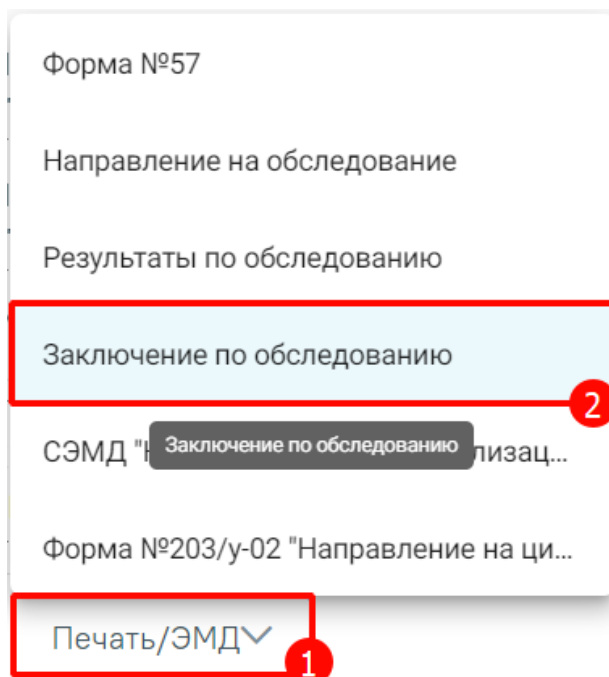 Форма №57
Направление на обследование
Результаты по обследованию
Заключение по обследованию
2
СЭМД "Н
Заключение по обследованию
лизац...
Форма №203/у-02 "Направление на ци...
Печать/ЭМД
1